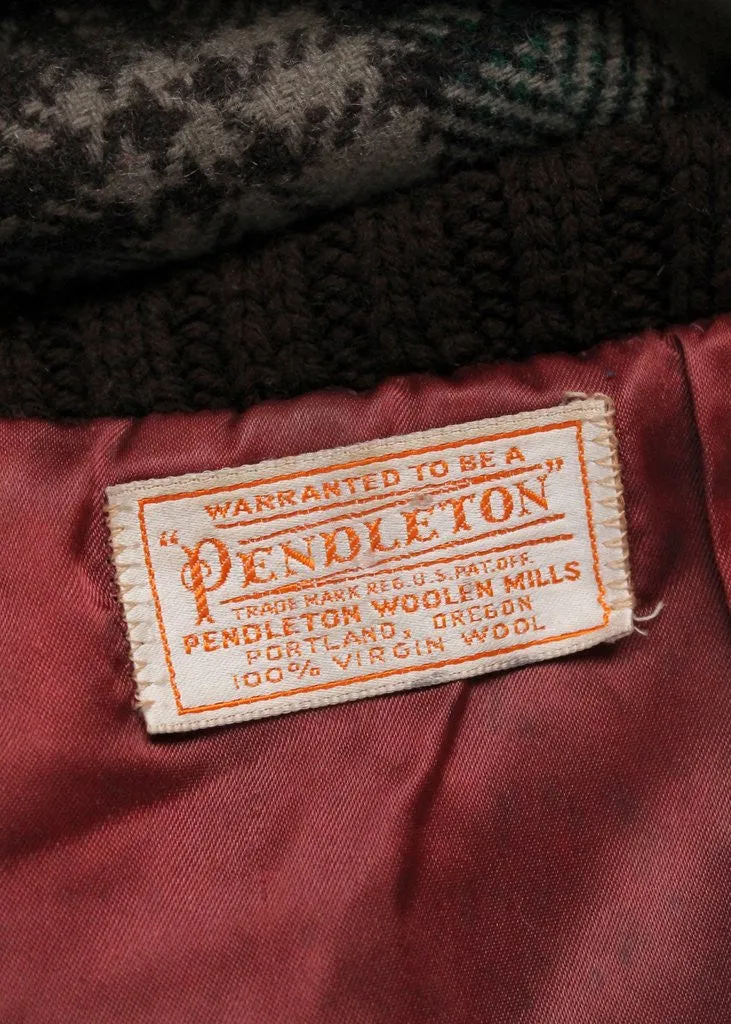 WARRANTED TO BE A
"PENDLETON"
TRADE MARK REG. U.S. PAT. OFF.
PENDLETON WOOLEN MILLS
PORTLAND, OREGON
100% VIRGIN WOOL